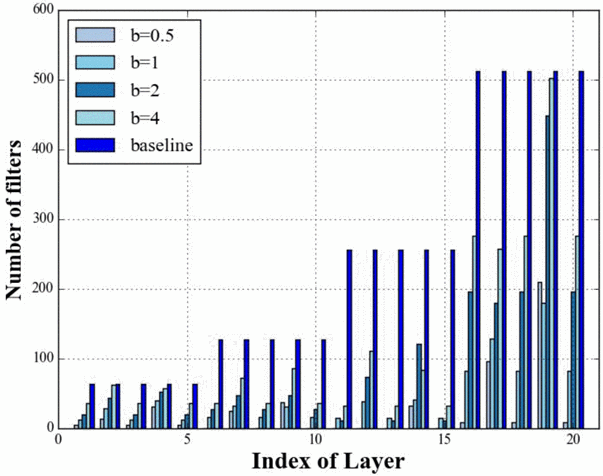 600
500
400
300
200
100
0
Number of filters
b=0.5
b=1
b=2
b=4
baseline
0 5 10 15 20
Index of Layer